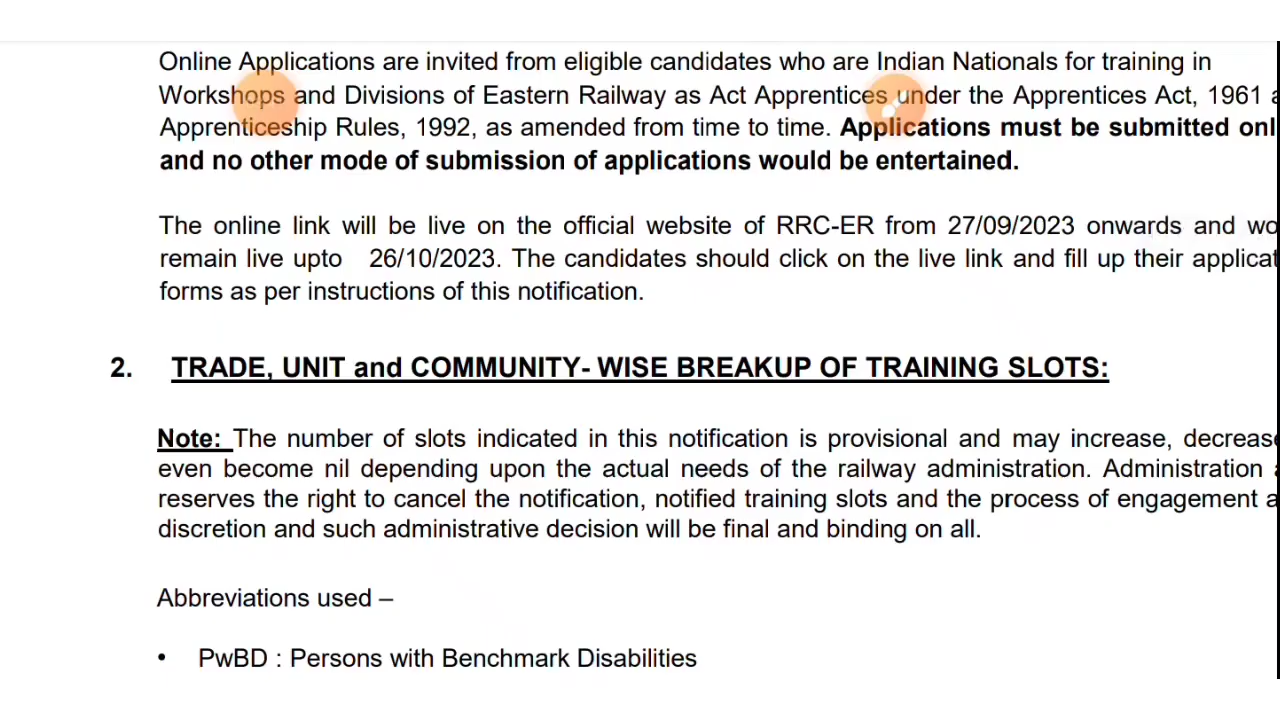 Online Applications are invited from eligible candidates who are Indian Nationals for training in
Workshops and Divisions of Eastern Railway as Act Apprentices under the Apprentices Act, 1961
Apprenticeship Rules, 1992, as amended from time to time. Applications must be submitted
and no other mode of submission of applications would be entertained.
The online link will be live on the official website of RRC-ER from 27/09/2023 onwards and
remain live upto 26/10/2023. The candidates should click on the live link and fill up their
forms as per instructions of this notification.
2. TRADE, UNIT and COMMUNITY- WISE BREAKUP OF TRAINING SLOTS:
Note: The number of slots indicated in this notification is provisional and may increase,
even become nil depending upon the actual needs of the railway administration. Administration
reserves the right to cancel the notification, notified training slots and the process of engagement
discretion and such administrative decision will be final and binding on all.
Abbreviations used –
• PwBD : Persons with Benchmark Disabilities